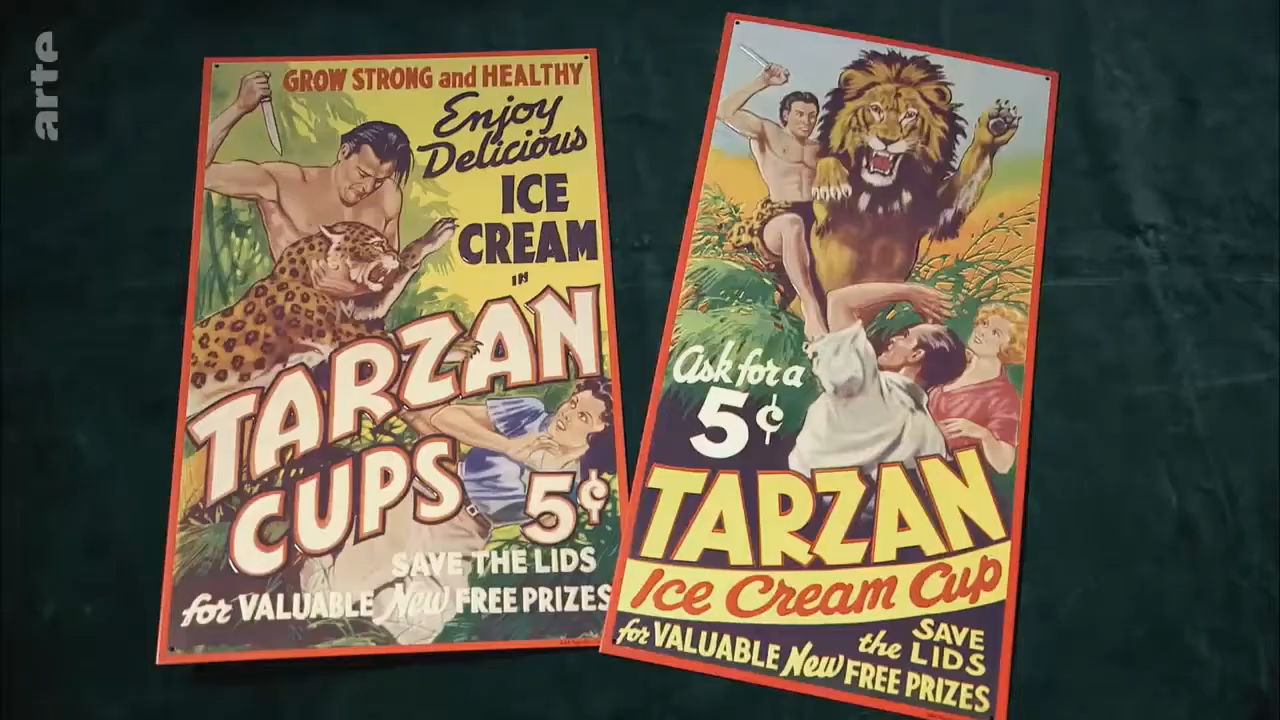 arte
GROW STRONG and HEALTHY
Enjoy
Delicious
ICE
CREAM
IN
TARZAN
CUPS
5¢
SAVE THE LIDS
for VALUABLE New FREE PRIZES
Ask for a
5¢
TARZAN
Ice Cream Cup
SAVE
the LIDS
for VALUABLE New FREE PRIZES